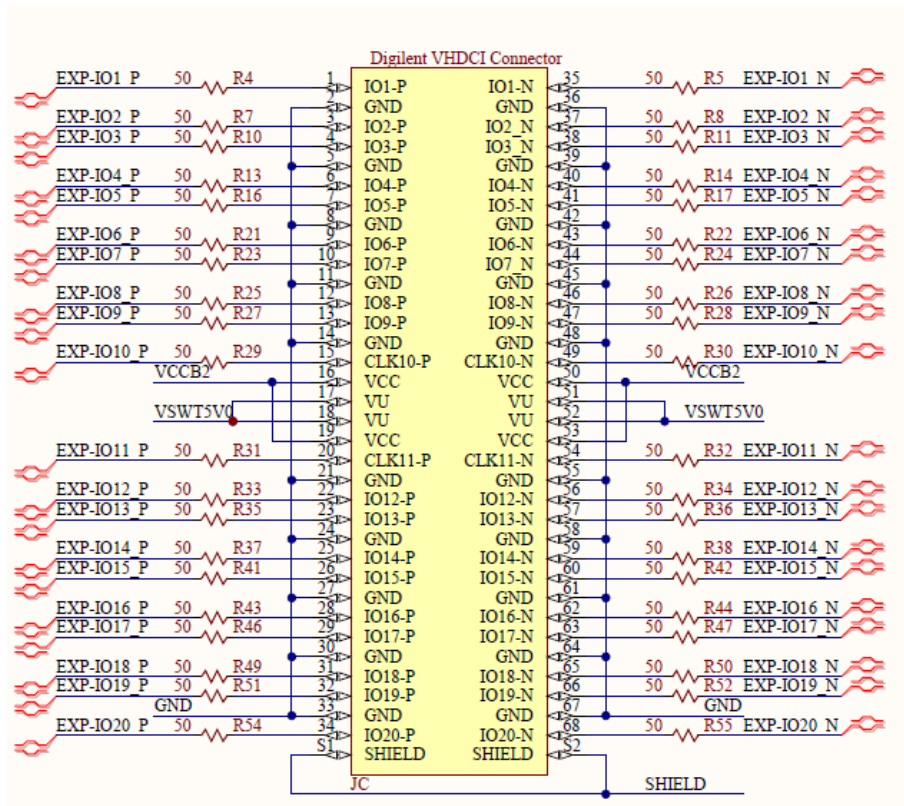 Digilent VHDCI Connector
EXP-IO1_P 50 R4 1 IO1-P IO1-N 35 50 R5 EXP-IO1_N
2 GND GND 36
EXP-IO2_P 50 R7 3 IO2-P IO2_N 37 50 R8 EXP-IO2_N
EXP-IO3_P 50 R10 4 IO3-P IO3_N 38 50 R11 EXP-IO3_N
5 GND GND 39
EXP-IO4_P 50 R13 6 IO4-P IO4-N 40 50 R14 EXP-IO4_N
EXP-IO5_P 50 R16 7 IO5-P IO5-N 41 50 R17 EXP-IO5_N
8 GND GND 42
EXP-IO6_P 50 R21 9 IO6-P IO6-N 43 50 R22 EXP-IO6_N
EXP-IO7_P 50 R23 10 IO7-P IO7_N 44 50 R24 EXP-IO7_N
11 GND GND 45
EXP-IO8_P 50 R25 12 IO8-P IO8-N 46 50 R26 EXP-IO8_N
EXP-IO9_P 50 R27 13 IO9-P IO9-N 47 50 R28 EXP-IO9_N
14 GND GND 48
EXP-IO10_P 50 R29 15 CLK10-P CLK10-N 49 50 R30 EXP-IO10_N
VCCB2 16 VCC VCC 50 VCCB2
17 VU VU 51
VSWT5V0 18 VU VU 52 VSWT5V0
19 VCC VCC 53
EXP-IO11_P 50 R31 20 CLK11-P CLK11-N 54 50 R32 EXP-IO11_N
21 GND GND 55
EXP-IO12_P 50 R33 22 IO12-P IO12-N 56 50 R34 EXP-IO12_N
EXP-IO13_P 50 R35 23 IO13-P IO13-N 57 50 R36 EXP-IO13_N
24 GND GND 58
EXP-IO14_P 50 R37 25 IO14-P IO14-N 59 50 R38 EXP-IO14_N
EXP-IO15_P 50 R41 26 IO15-P IO15-N 60 50 R42 EXP-IO15_N
27 GND GND 61
EXP-IO16_P 50 R43 28 IO16-P IO16-N 62 50 R44 EXP-IO16_N
EXP-IO17_P 50 R46 29 IO17-P IO17-N 63 50 R47 EXP-IO17_N
30 GND GND 64
EXP-IO18_P 50 R49 31 IO18-P IO18-N 65 50 R50 EXP-IO18_N
EXP-IO19_P 50 R51 32 IO19-P IO19-N 66 50 R52 EXP-IO19_N
GND 33 GND GND 67 GND
EXP-IO20_P 50 R54 34 IO20-P IO20-N 68 50 R55 EXP-IO20_N
S1 SHIELD SHIELD S2
JC SHIELD